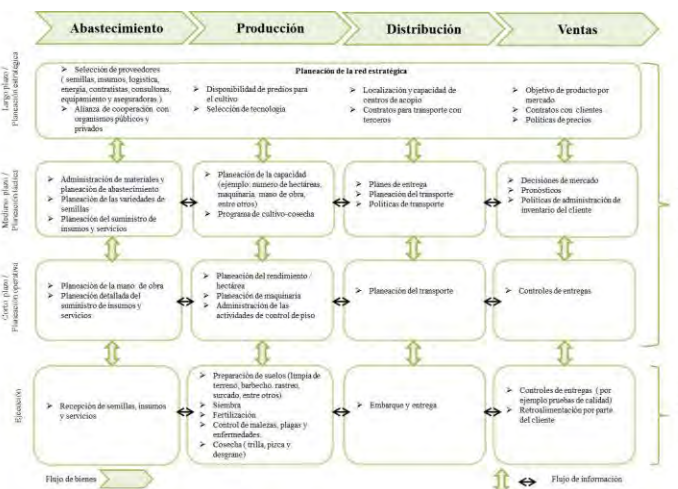 Abastecimiento
Producción
Distribución
Ventas
Largo plazo /
Planeación estratégica
Planeación de la red estratégica
➤ Selección de proveedores
( semillas, insumos, logística,
energía, contratistas, consultoras,
equipamiento y aseguradoras )
➤ Alianza de cooperación con
organismos públicos y
privados
➤ Disponibilidad de predios para
el cultivo
➤ Selección de tecnología
➤ Localización y capacidad de
centros de acopio
➤ Contratos para transporte con
terceros
➤ Objetivo de producto por
mercado
➤ Contratos con clientes
➤ Políticas de precios
Mediano plazo /
Planeación táctica
➤ Administración de materiales y
planeación de abastecimiento
➤ Planeación de las variedades de
semillas
➤ Planeación del suministro de
insumos y servicios
➤ Planeación de la capacidad
(ejemplo: número de hectáreas,
maquinaria, mano de obra,
entre otros)
➤ Programa de cultivo-cosecha
➤ Planes de entrega
➤ Planeación del transporte
➤ Políticas de transporte
➤ Decisiones de mercado
➤ Pronósticos
➤ Políticas de administración de
inventario del cliente
Corto plazo /
Planeación operativa
➤ Planeación de la mano de obra
➤ Planeación detallada del
suministro de insumos y
servicios
➤ Planeación del rendimiento /
hectárea
➤ Planeación de maquinaria
➤ Administración de las
actividades de control de piso
➤ Planeación del transporte
➤ Controles de entregas
Ejecución
➤ Recepción de semillas, insumos
y servicios
➤ Preparación de suelos (limpia de
terreno, barbecho, rastreo,
surcado, entre otros)
➤ Siembra
➤ Fertilización
➤ Control de malezas, plagas y
enfermedades.
➤ Cosecha ( trilla, pizca y
desgrane)
➤ Embarque y entrega
➤ Controles de entregas ( por
ejemplo pruebas de calidad)
➤ Retroalimentación por parte
del cliente
Flujo de bienes
Flujo de información